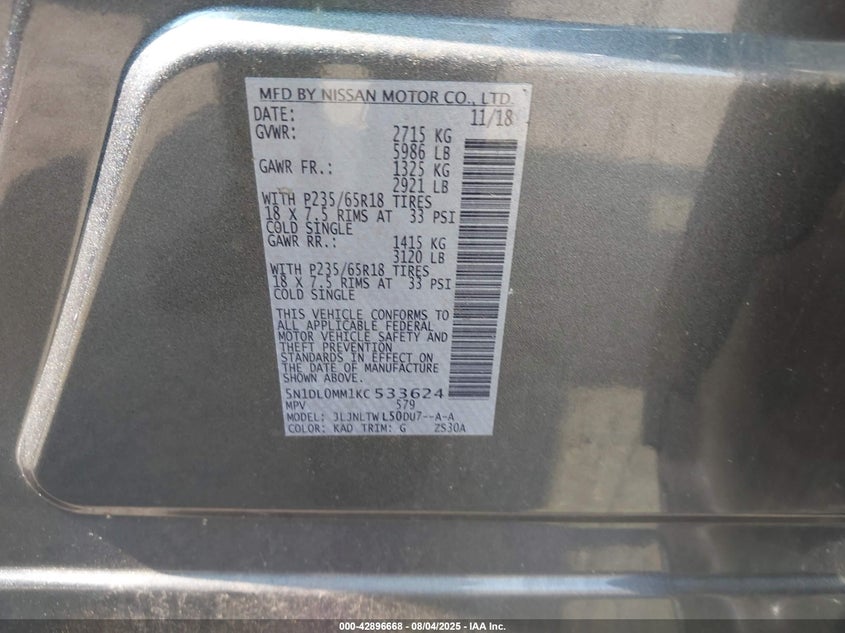 MFD BY NISSAN MOTOR CO., LTD.
DATE: 11/18
GVWR: 2715 KG
5986 LB
GAWR FR.: 1325 KG
2921 LB
WITH P235/65R18 TIRES
18 X 7.5 RIMS AT 33 PSI
COLD SINGLE
GAWR RR.: 1415 KG
3120 LB
WITH P235/65R18 TIRES
18 X 7.5 RIMS AT 33 PSI
COLD SINGLE
THIS VEHICLE CONFORMS TO
ALL APPLICABLE FEDERAL
MOTOR VEHICLE SAFETY AND
THEFT PREVENTION
STANDARDS IN EFFECT ON
THE DATE OF MANUFACTURE
SHOWN ABOVE.
5N1DL0MM1KC533624
MPV 579
MODEL: JLJNLTWL50DU7--A-A
COLOR: KAD TRIM: G ZS30A
000-42896668 - 08/04/2025 - IAA Inc.